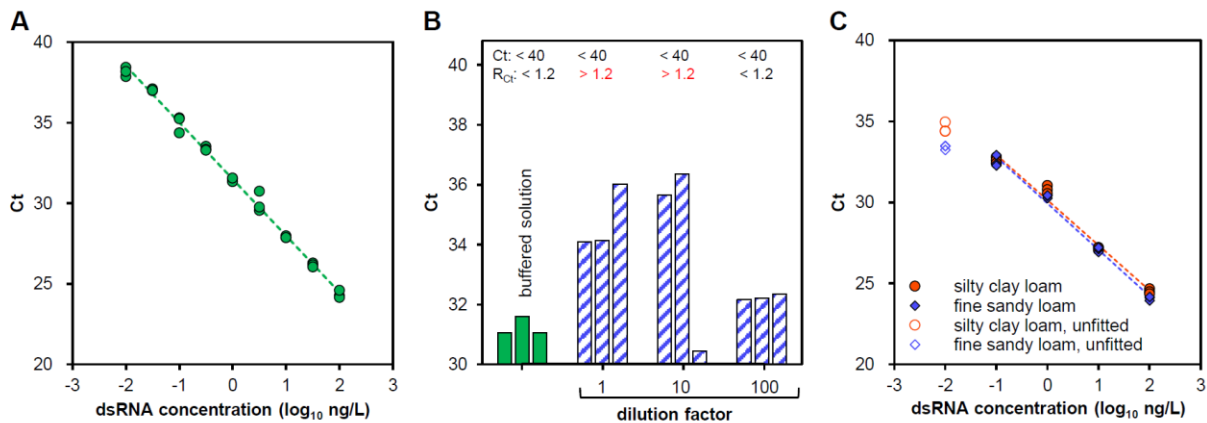 A
40
35
30
25
20
Ct
-3 -2 -1 0 1 2 3
dsRNA concentration (log10 ng/L)
B
40
38
36
34
32
30
Ct
Ct: < 40 < 40 < 40 < 40
RCt: < 1.2 > 1.2 > 1.2 < 1.2
buffered solution
1 10 100
dilution factor
C
40
35
30
25
20
Ct
silty clay loam
fine sandy loam
silty clay loam, unfitted
fine sandy loam, unfitted
-3 -2 -1 0 1 2 3
dsRNA concentration (log10 ng/L)